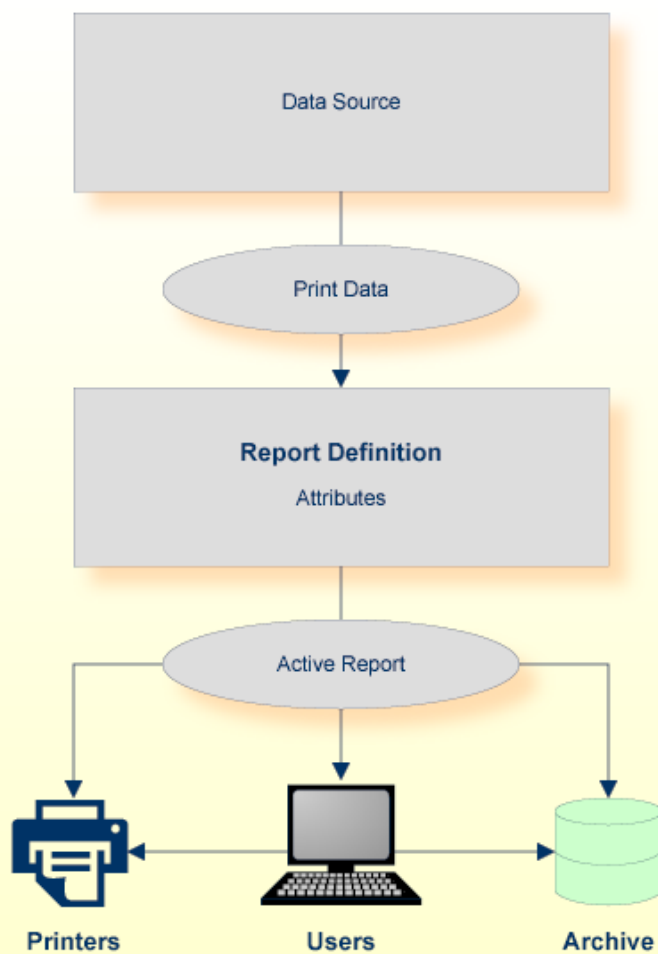 Data Source
Print Data
Report Definition
Attributes
Active Report
Printers
Users
Archive